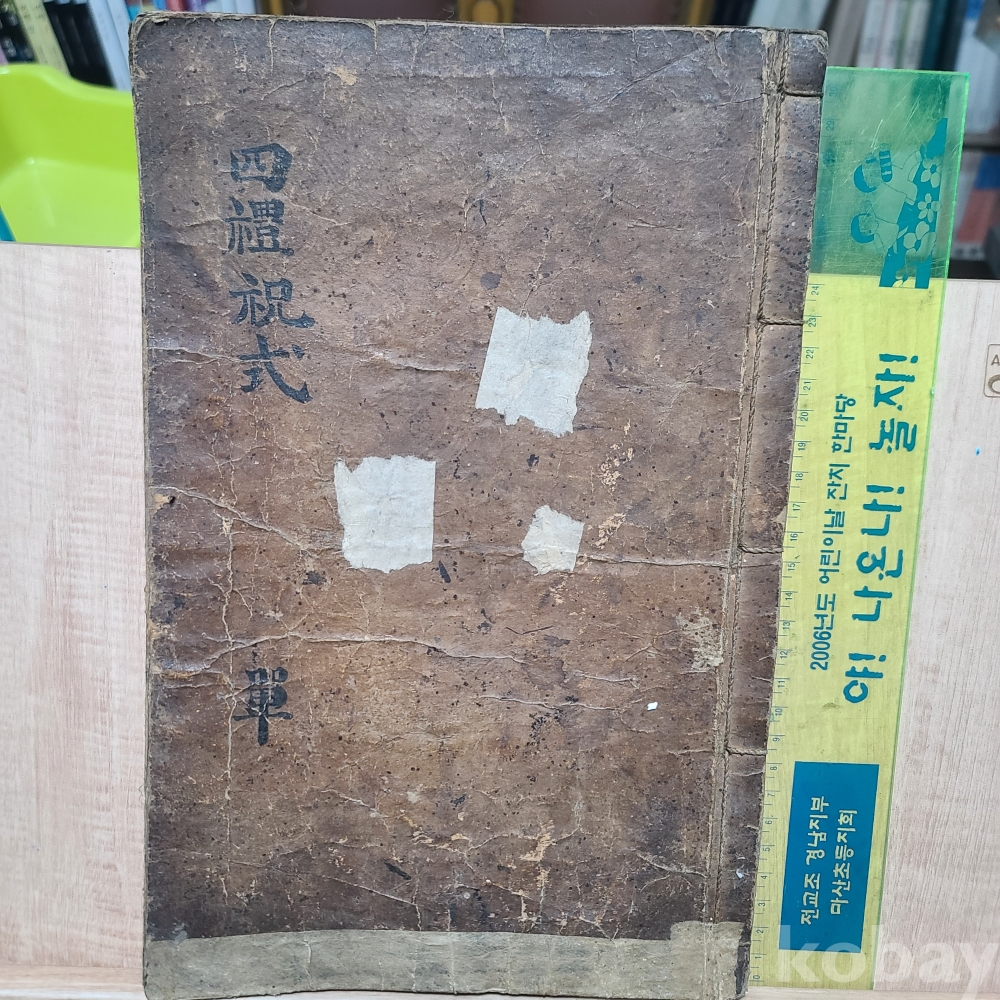 四禮祝式
單
2006년도 어린이날 잔치 한마당
야! 나온나! 놀자!
전교조 경남지부
마산초등지회
0 1 2 3 4 5 6 7 8 9 10 11 12 13 14 15 16 17 18 19 20 21 22 23 24
A
kobay